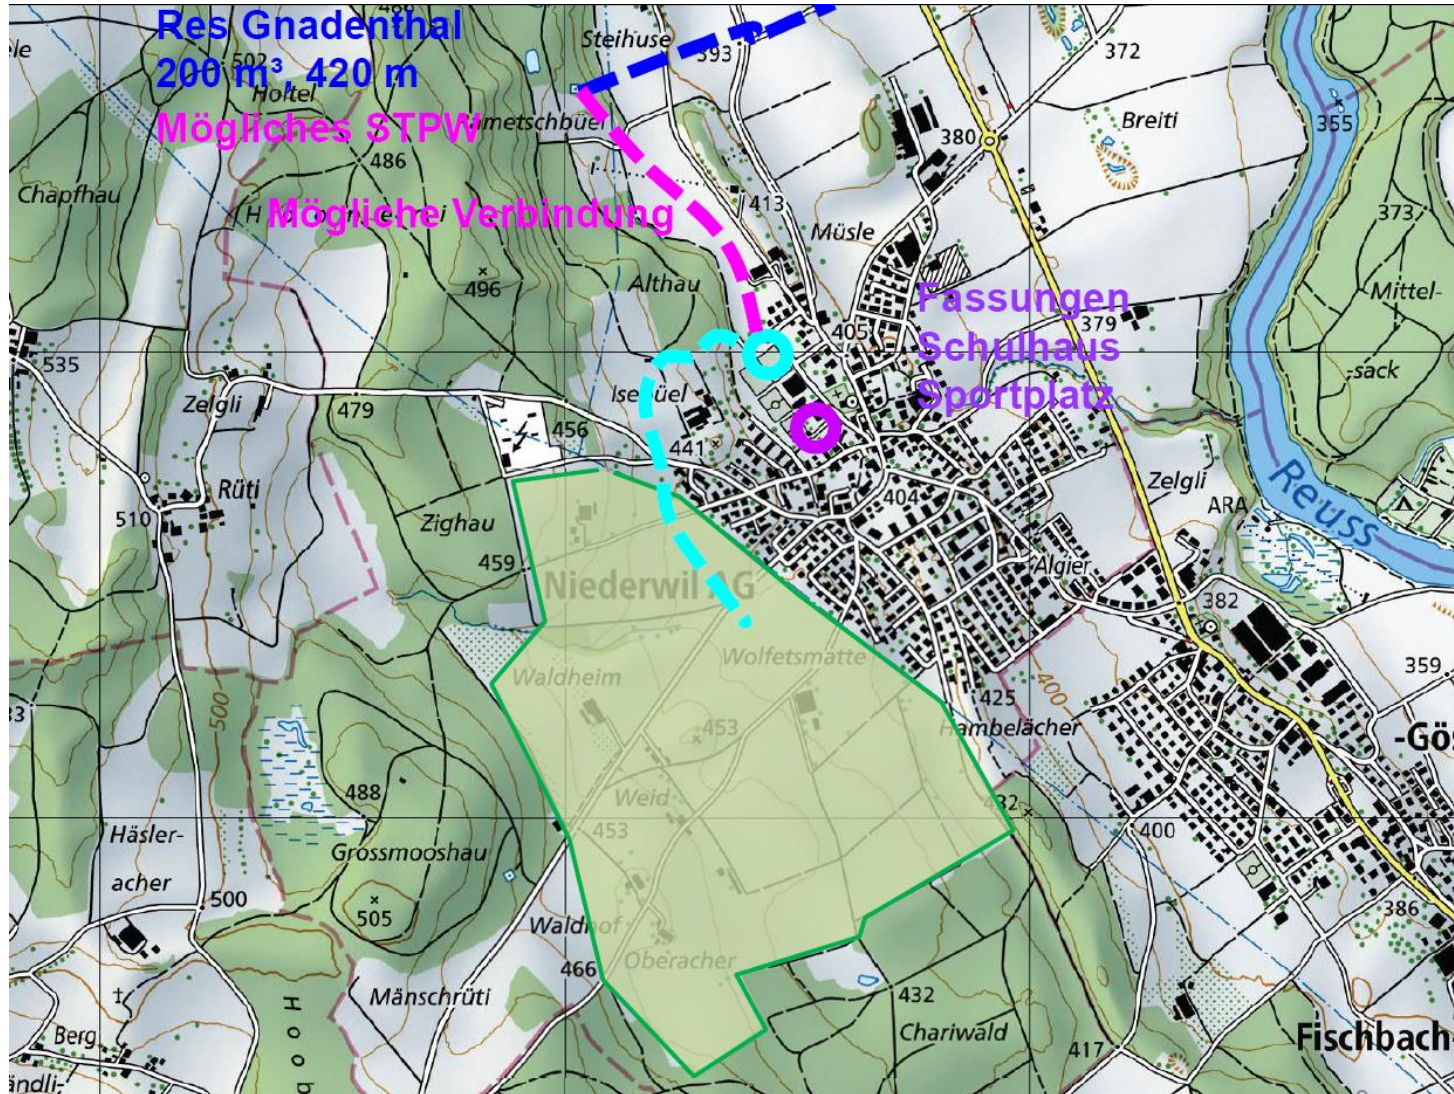 Res Gnadenthal
200 m³, 420 m
Mögliches STPW
Mögliche Verbindung
Fassungen
Schulhaus
Sportplatz
Steihuse
393
372
502
486
Breiti
380
355
Chapfhau
413
373
Müsle
496
Althau
Mittel-
-sack
379
405
535
Isebüel
Zelgli
479
456
441
Rüti
510
Zighau
404
Zelgli
ARA
Reuss
459
Niederwil AG
Algier
382
Waldheim
Wolfetsmatte
359
500
425
400
Hambelächer
453
-Gös
488
Weid
432
453
400
Häsler-
acher
Grossmooshau
505
500
386
Waldhof
Oberacher
466
Mänschrüti
432
Chariwald
Berg
417
Fischbach-